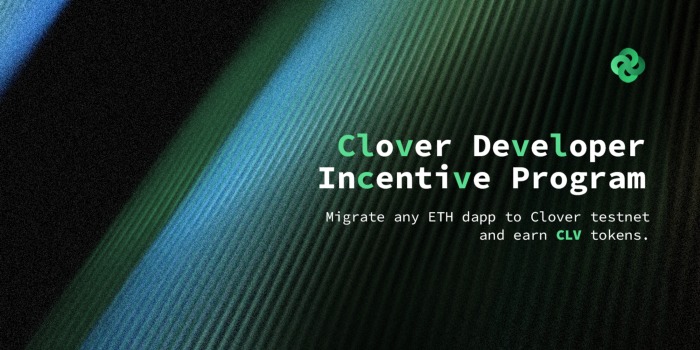 Clover Developer
Incentive Program
Migrate any ETH dapp to Clover testnet
and earn CLV tokens.